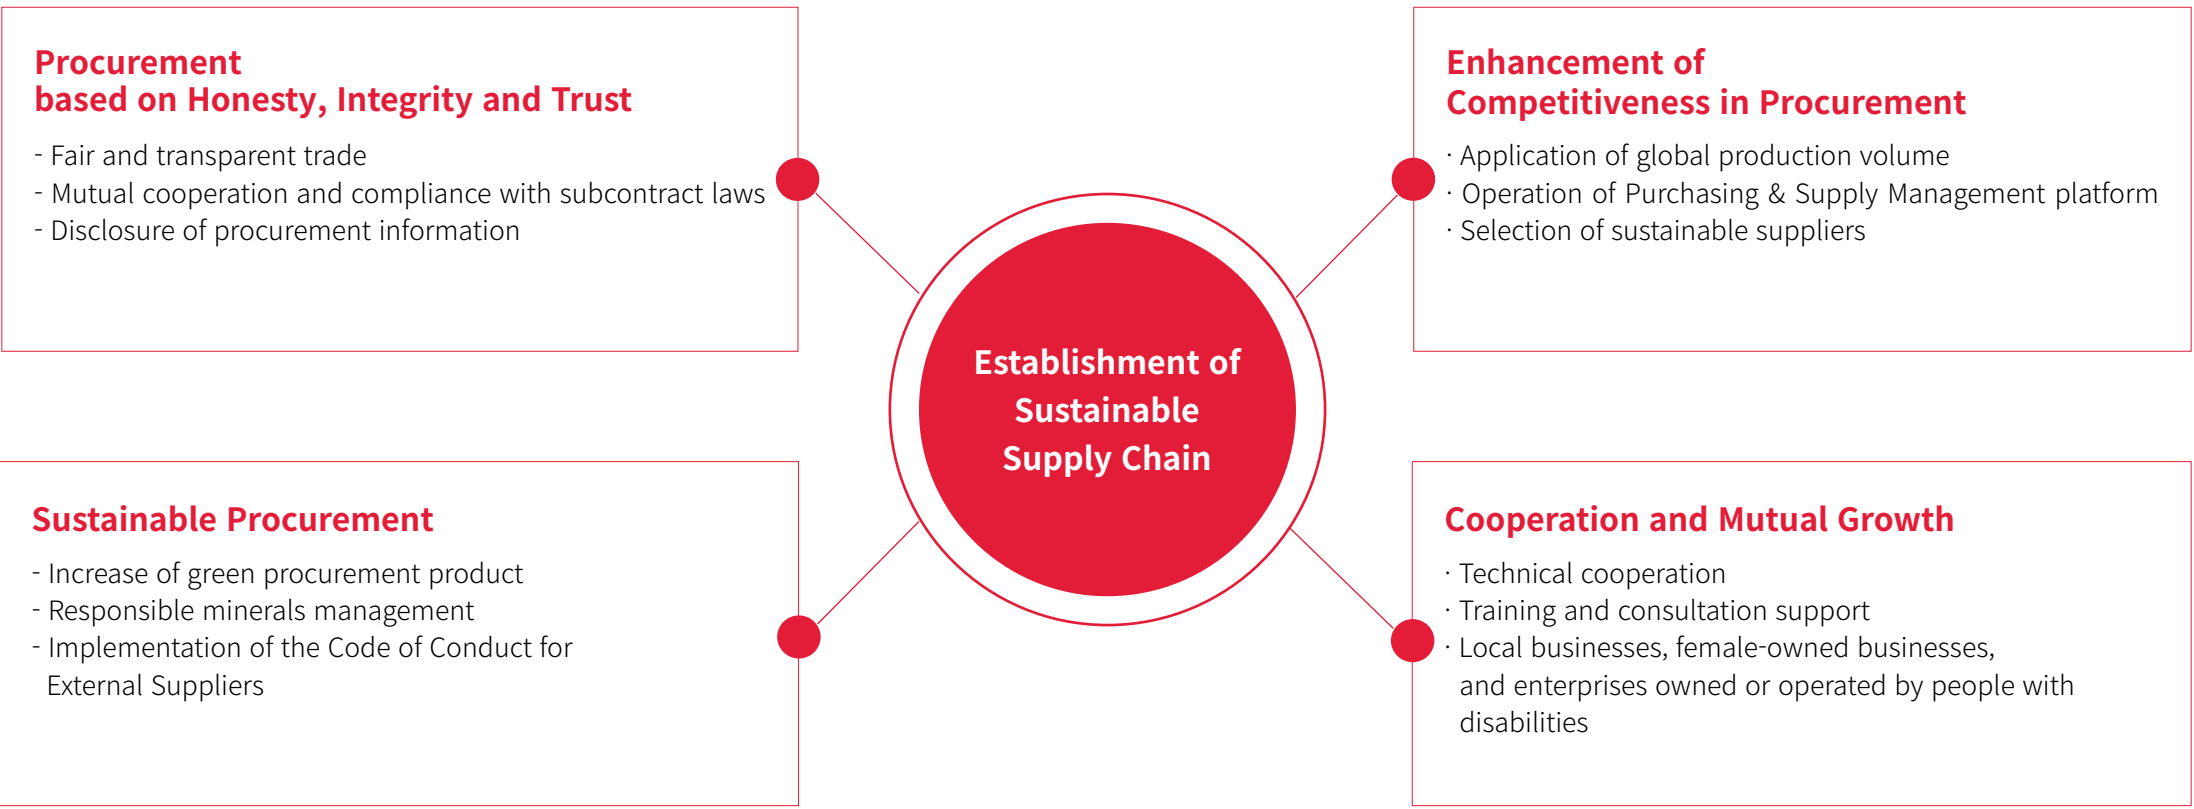 Procurement
based on Honesty, Integrity and Trust
- Fair and transparent trade
- Mutual cooperation and compliance with subcontract laws
- Disclosure of procurement information
Enhancement of
Competitiveness in Procurement
· Application of global production volume
· Operation of Purchasing & Supply Management platform
· Selection of sustainable suppliers
Establishment of
Sustainable
Supply Chain
Sustainable Procurement
- Increase of green procurement product
- Responsible minerals management
- Implementation of the Code of Conduct for
External Suppliers
Cooperation and Mutual Growth
· Technical cooperation
· Training and consultation support
· Local businesses, female-owned businesses,
and enterprises owned or operated by people with
disabilities